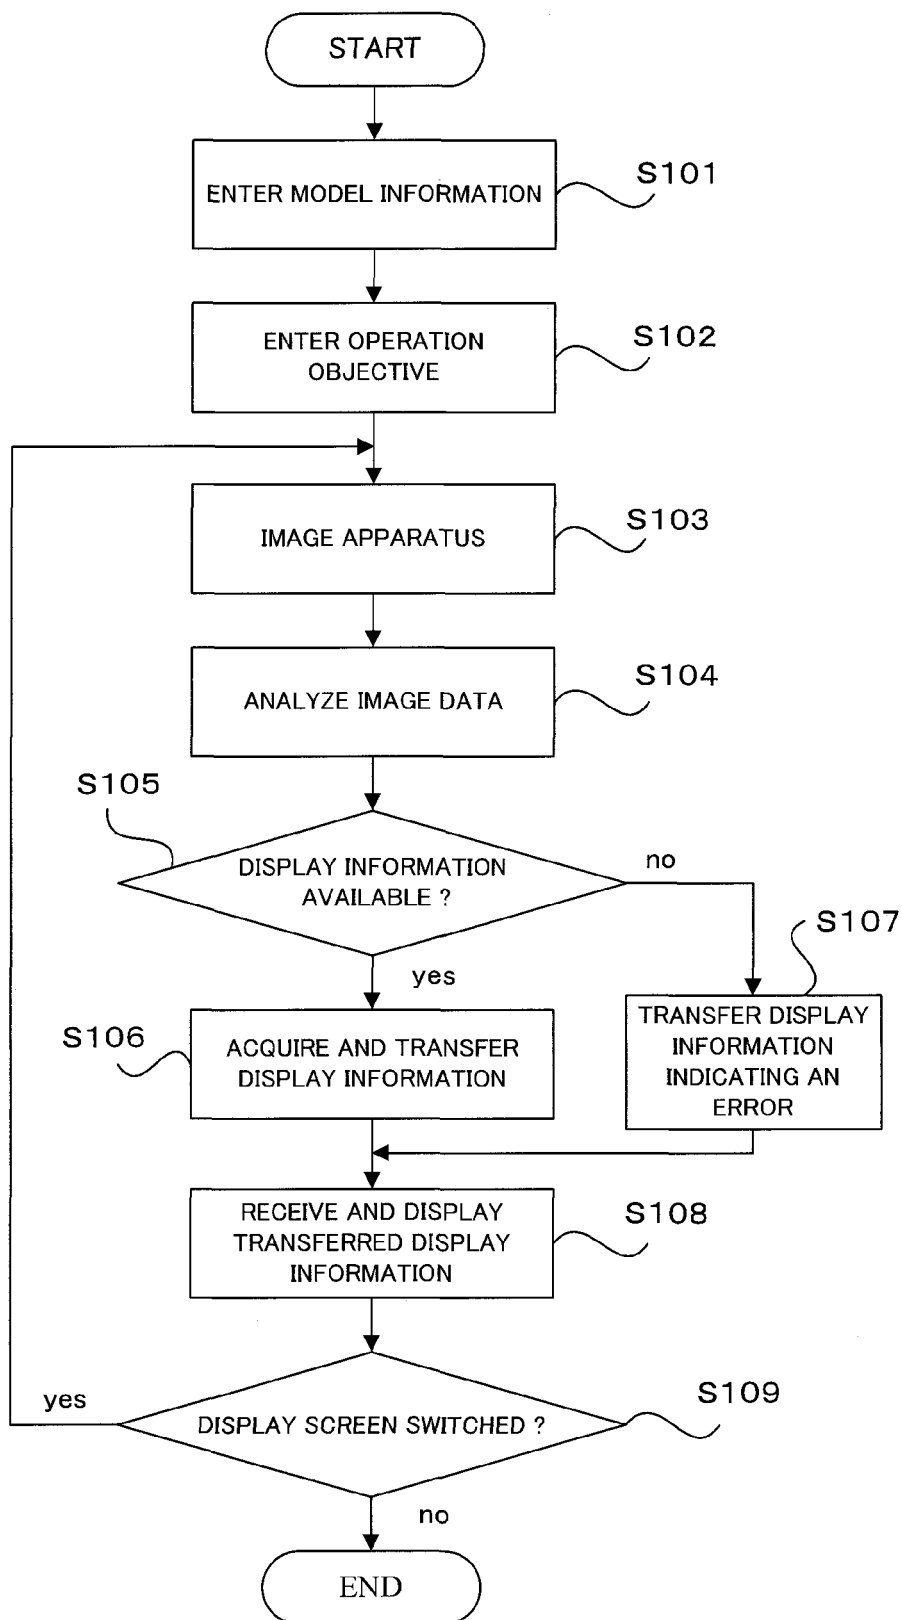 START
ENTER MODEL INFORMATION
S101
ENTER OPERATION
OBJECTIVE
S102
IMAGE APPARATUS
S103
ANALYZE IMAGE DATA
S104
S105
DISPLAY INFORMATION
AVAILABLE ?
no
yes
S106
ACQUIRE AND TRANSFER
DISPLAY INFORMATION
S107
TRANSFER DISPLAY
INFORMATION
INDICATING AN
ERROR
RECEIVE AND DISPLAY
TRANSFERRED DISPLAY
INFORMATION
S108
yes
DISPLAY SCREEN SWITCHED ?
S109
no
END